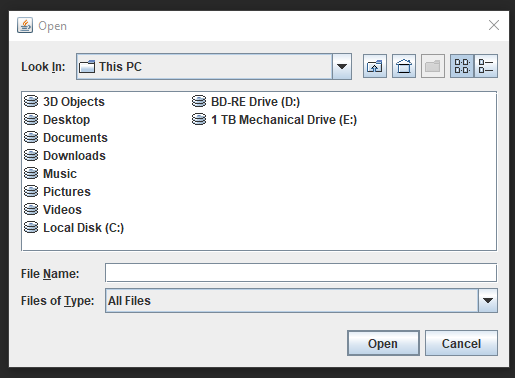 Open
Look In: This PC
3D Objects
Desktop
Documents
Downloads
Music
Pictures
Videos
Local Disk (C:)
BD-RE Drive (D:)
1 TB Mechanical Drive (E:)
File Name:
Files of Type: All Files
Open Cancel